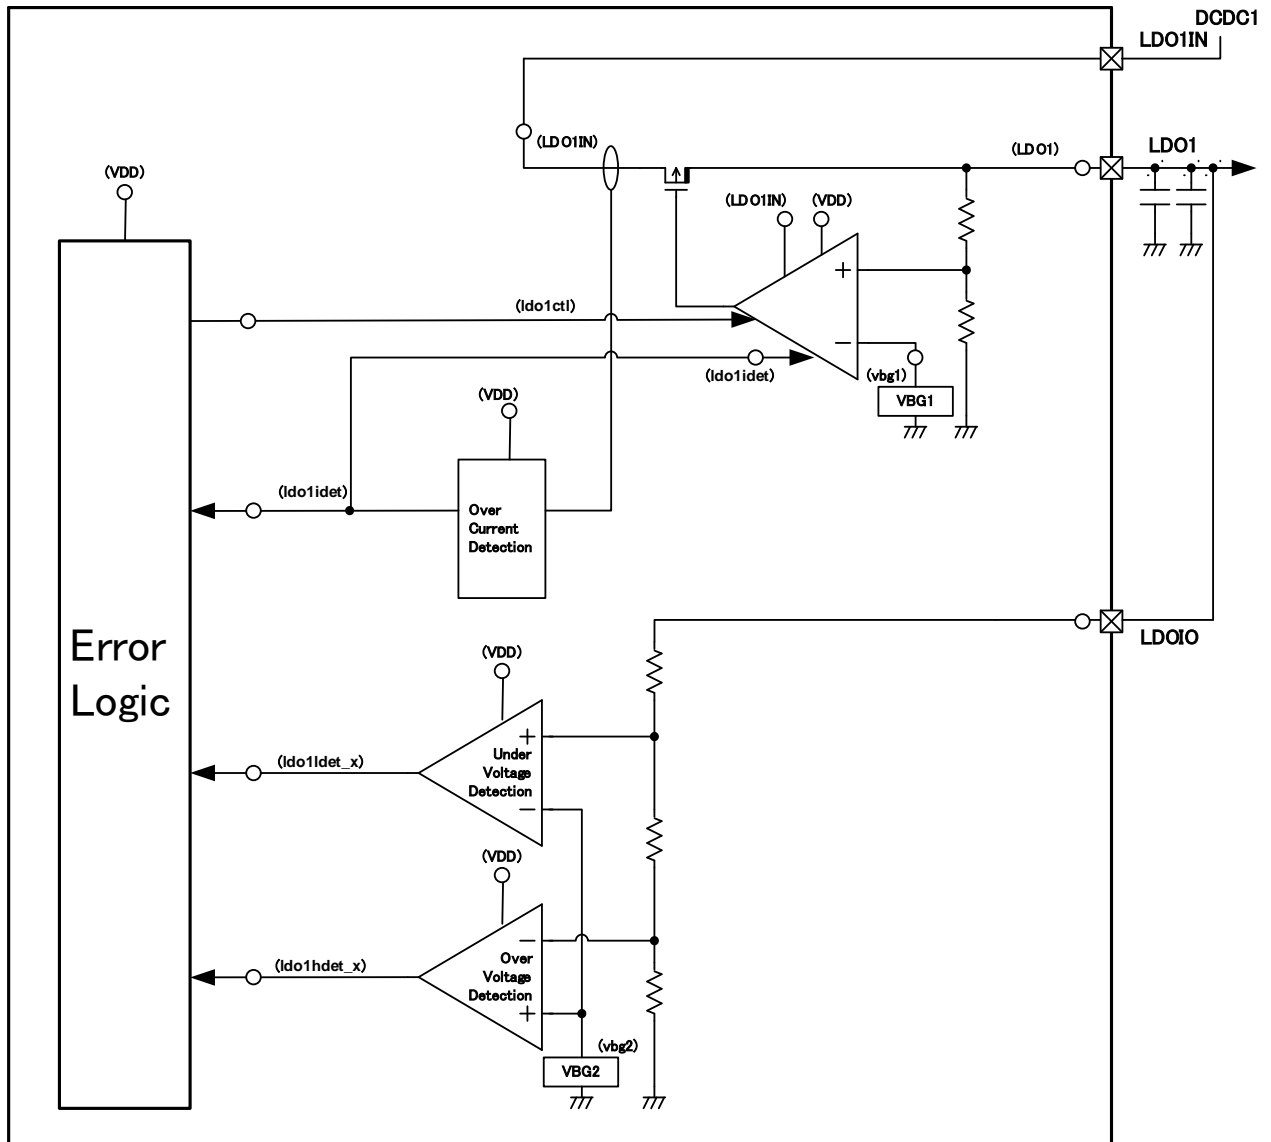 DCDC1
LDO1IN
(LDO1IN)
(LDO1)
LDO1
(VDD)
(LDO1IN)
(VDD)
+
(ldo1ctl)
−
(ldo1idet)
(vbg1)
VBG1
(VDD)
(ldo1idet)
Over
Current
Detection
LDOIO
Error
Logic
(VDD)
+
Under
Voltage
Detection
−
(ldo1ldet_x)
(VDD)
−
Over
Voltage
Detection
+
(ldo1hdet_x)
(vbg2)
VBG2